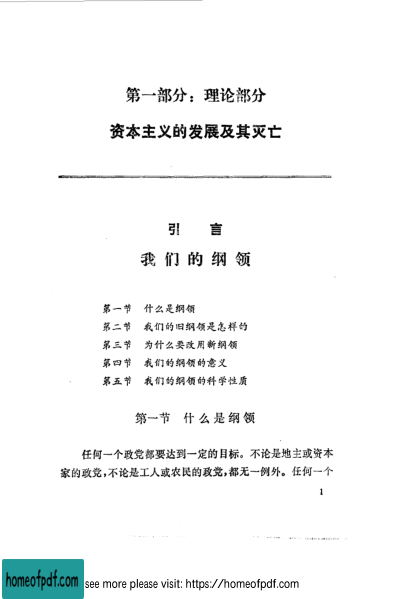 第一部分：理论部分
资本主义的发展及其灭亡
引 言
我们的纲领
第一节 什么是纲领
第二节 我们的旧纲领是怎样的
第三节 为什么要改用新纲领
第四节 我们的纲领的意义
第五节 我们的纲领的科学性质
第一节 什么是纲领
任何一个政党都要达到一定的目标。不论是地主或资本
家的政党，不论是工人或农民的政党，都无一例外。任何一个
1
homeofpdf.com
see more please visit: https://homeofpdf.com